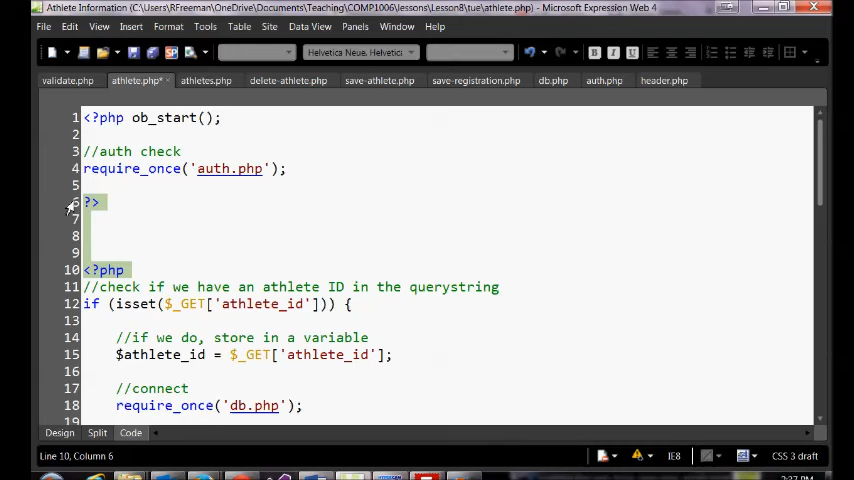 Athlete Information (C:\Users\RFreeman\OneDrive\Documents\Teaching\COMP1006\lessons\Lesson8\tue\athlete.php) - Microsoft Expression Web 4
File Edit View Insert Format Tools Table Site Data Panels Window Help
Helvetica Neue, Helvetica
validate.php athlete.php* athletes.php delete-athlete.php save-athlete.php save-registration.php db.php auth.php header.php
1 <?php ob_start();
2
3 //auth check
4 require_once('auth.php');
5
6 ?>
7
8
9
10 <?php
11 //check if we have an athlete ID in the querystring
12 if (isset($_GET['athlete_id'])) {
13
14 //if we do, store in a variable
15 $athlete_id = $_GET['athlete_id'];
16
17 //connect
18 require_once('db.php');
19
Design Split Code
Line 10, Column 6 IE8 CSS 3 draft